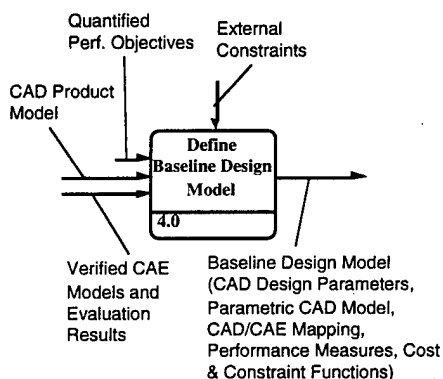 Quantified
Perf. Objectives
External
Constraints
CAD Product
Model
Define
Baseline Design
Model
4.0
Verified CAE
Models and
Evaluation
Results
Baseline Design Model
(CAD Design Parameters,
Parametric CAD Model,
CAD/CAE Mapping,
Performance Measures, Cost
& Constraint Functions)